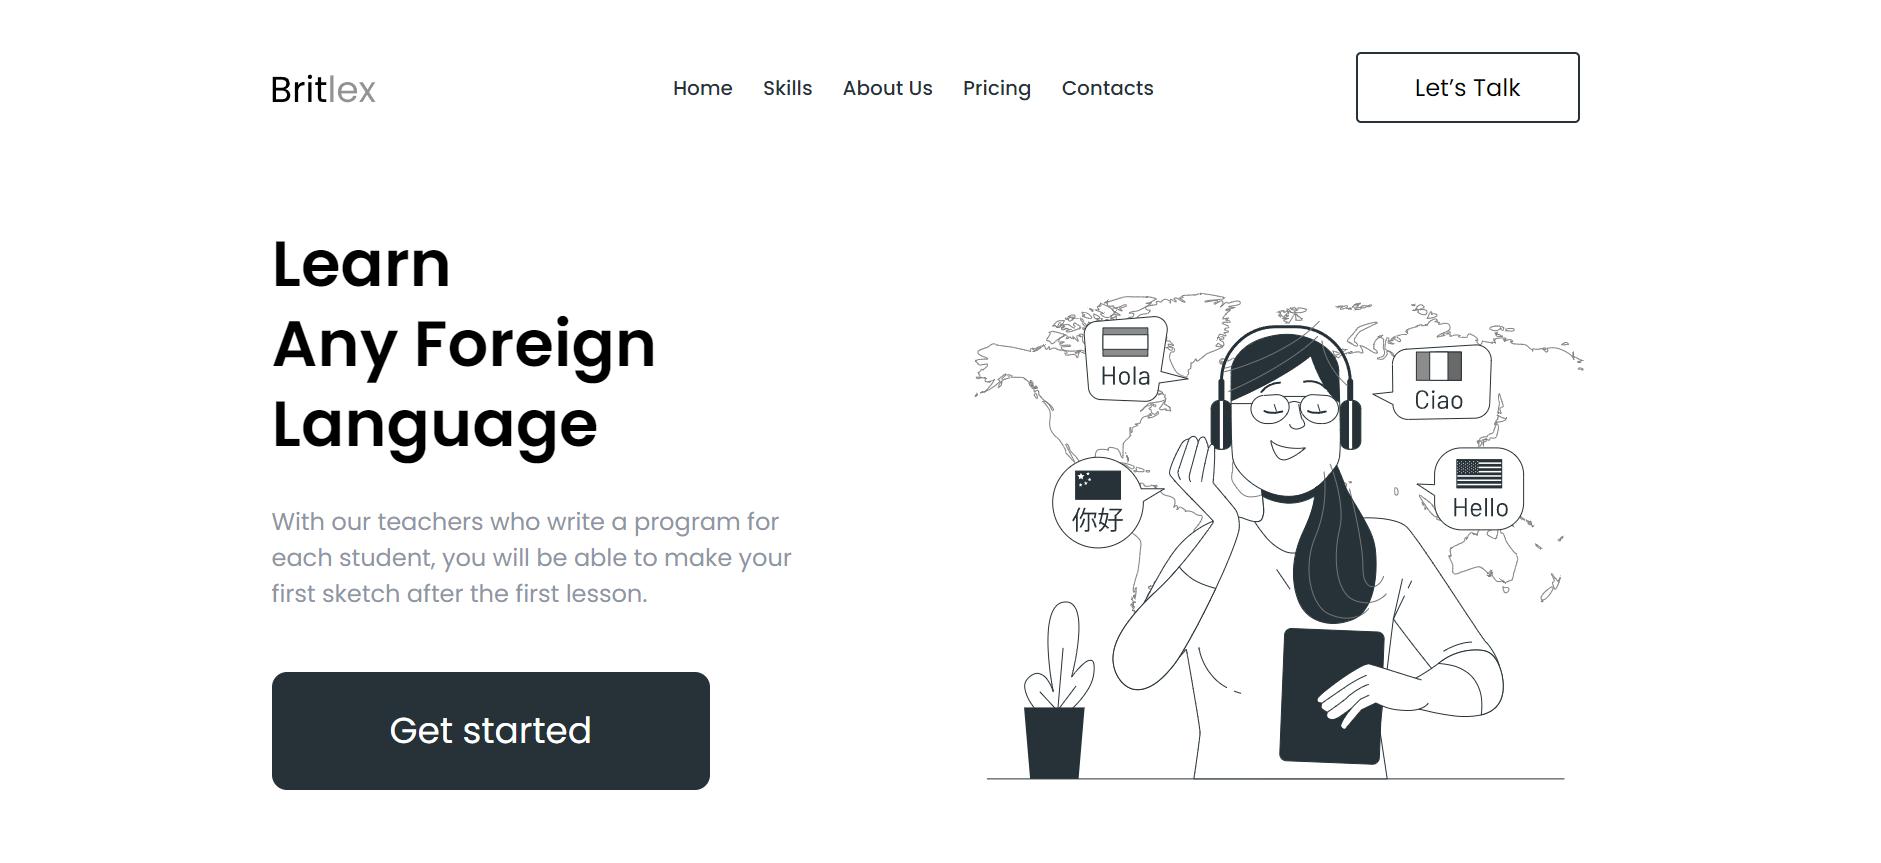 Britlex
Home Skills About Us Pricing Contacts
Let’s Talk
Learn
Any Foreign
Language
With our teachers who write a program for
each student, you will be able to make your
first sketch after the first lesson.
Get started
Hola
Ciao
你好
Hello